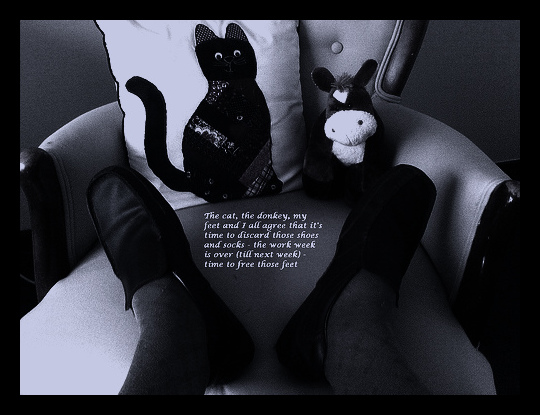 The cat, the donkey, my
feet and I all agree that it's
time to discard those shoes
and socks - the work week
is over (till next week) -
time to free those feet